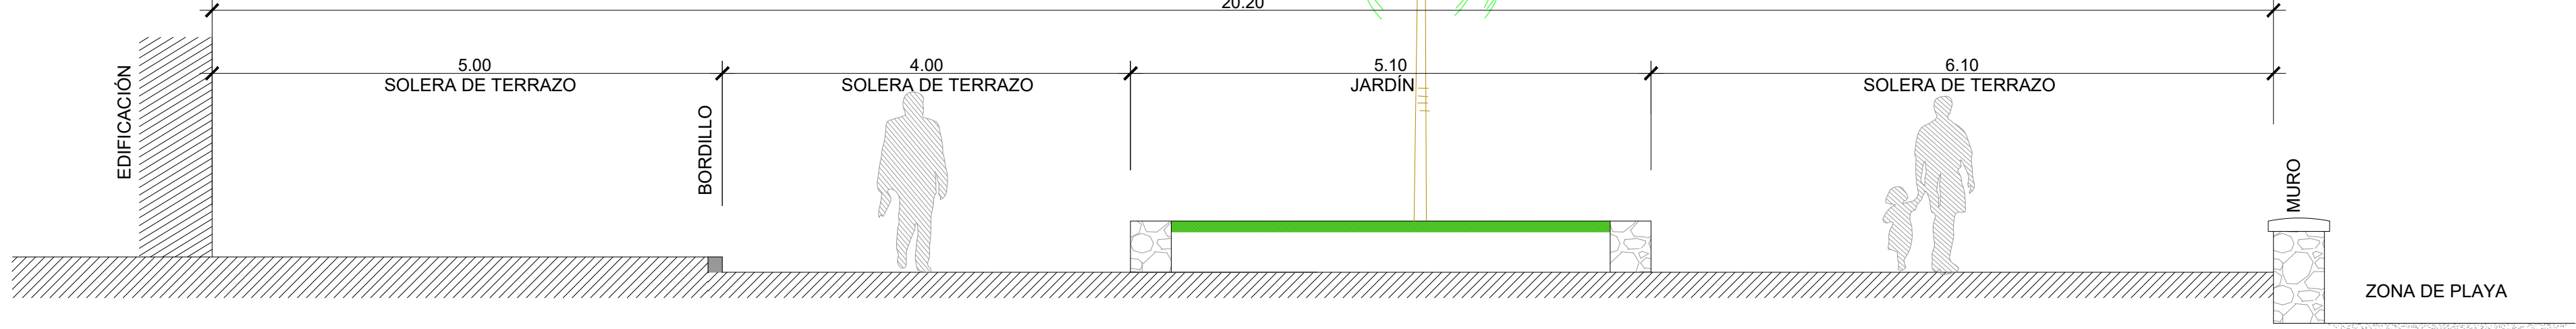 20.20
5.00
SOLERA DE TERRAZO
4.00
SOLERA DE TERRAZO
5.10
JARDÍN
6.10
SOLERA DE TERRAZO
EDIFICACIÓN
BORDILLO
MURO
ZONA DE PLAYA